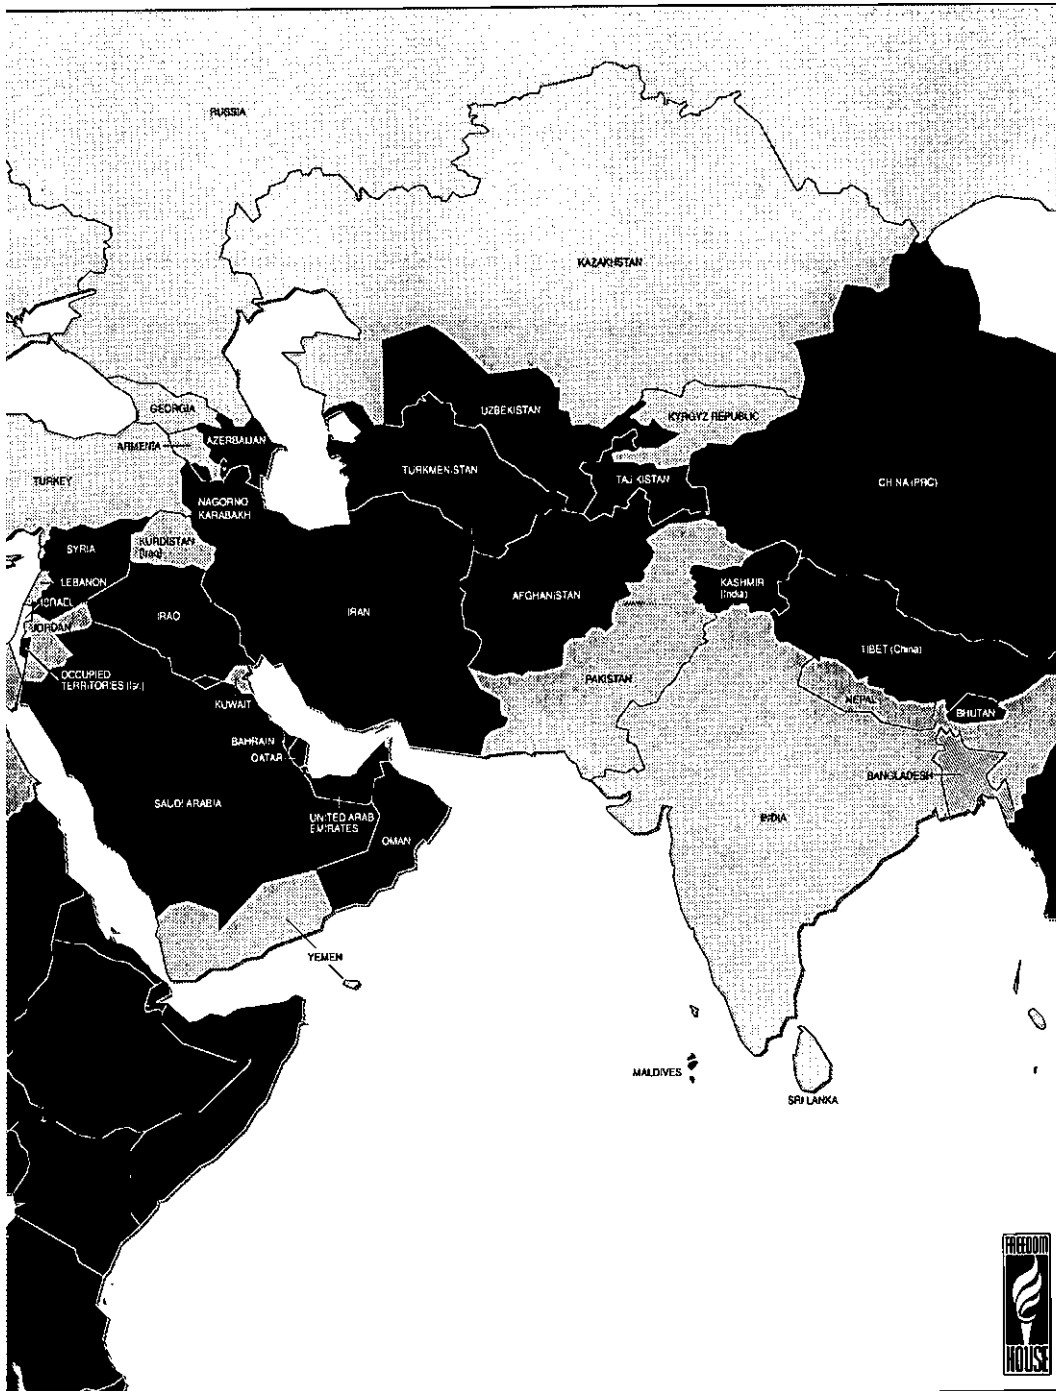 RUSSIA
KAZAKHSTAN
GEORGIA
UZBEKISTAN
KYRGYZ REPUBLIC
ARMENIA
AZERBAIJAN
TURKMENISTAN
TAJIKISTAN
TURKEY
CHINA (PRC)
NAGORNO
KARABAKH
SYRIA
KURDISTAN
(Iraq)
LEBANON
KASHMIR
(India)
ISRAEL
AFGHANISTAN
IRAQ
IRAN
JORDAN
TIBET (China)
OCCUPIED
TERRITORIES (Isr.)
PAKISTAN
NEPAL
KUWAIT
BHUTAN
BAHRAIN
QATAR
BANGLADESH
SAUDI ARABIA
UNITED ARAB
EMIRATES
INDIA
OMAN
YEMEN
MALDIVES
SRI LANKA
FREEDOM
HOUSE